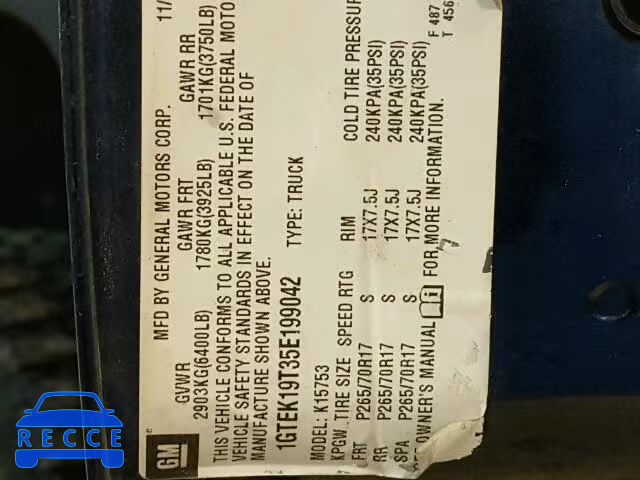 MFD BY GENERAL MOTORS CORP. 11/
GVWR GAWR FRT GAWR RR
2903KG(6400LB) 1780KG(3925LB) 1701KG(3750LB)
THIS VEHICLE CONFORMS TO ALL APPLICABLE U.S. FEDERAL MOTO
VEHICLE SAFETY STANDARDS IN EFFECT ON THE DATE OF
MANUFACTURE SHOWN ABOVE.
1GTEK19T35E199042 TYPE: TRUCK
MODEL: K15753
KPGW TIRE SIZE SPEED RTG RIM COLD TIRE PRESSUR
FRT P265/70R17 S 17X7.5J 240KPA(35PSI)
RR P265/70R17 S 17X7.5J 240KPA(35PSI)
SPA P265/70R17 S 17X7.5J 240KPA(35PSI)
OWNER'S MANUAL FOR MORE INFORMATION.
F 487
T 456
GM
RECCE